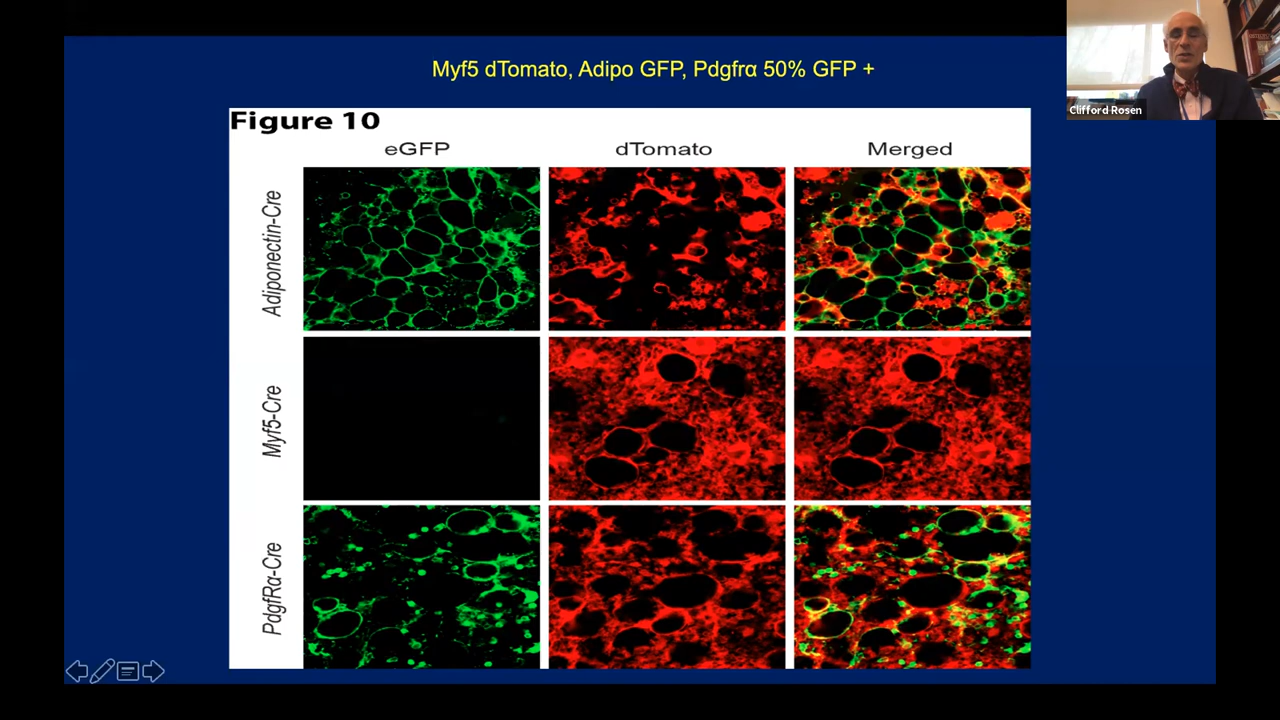 Myf5 dTomato, Adipo GFP, Pdgfrα 50% GFP +
Clifford Rosen
Figure 10
eGFP dTomato Merged
Adiponectin-Cre
Myf5-Cre
PdgfRα-Cre